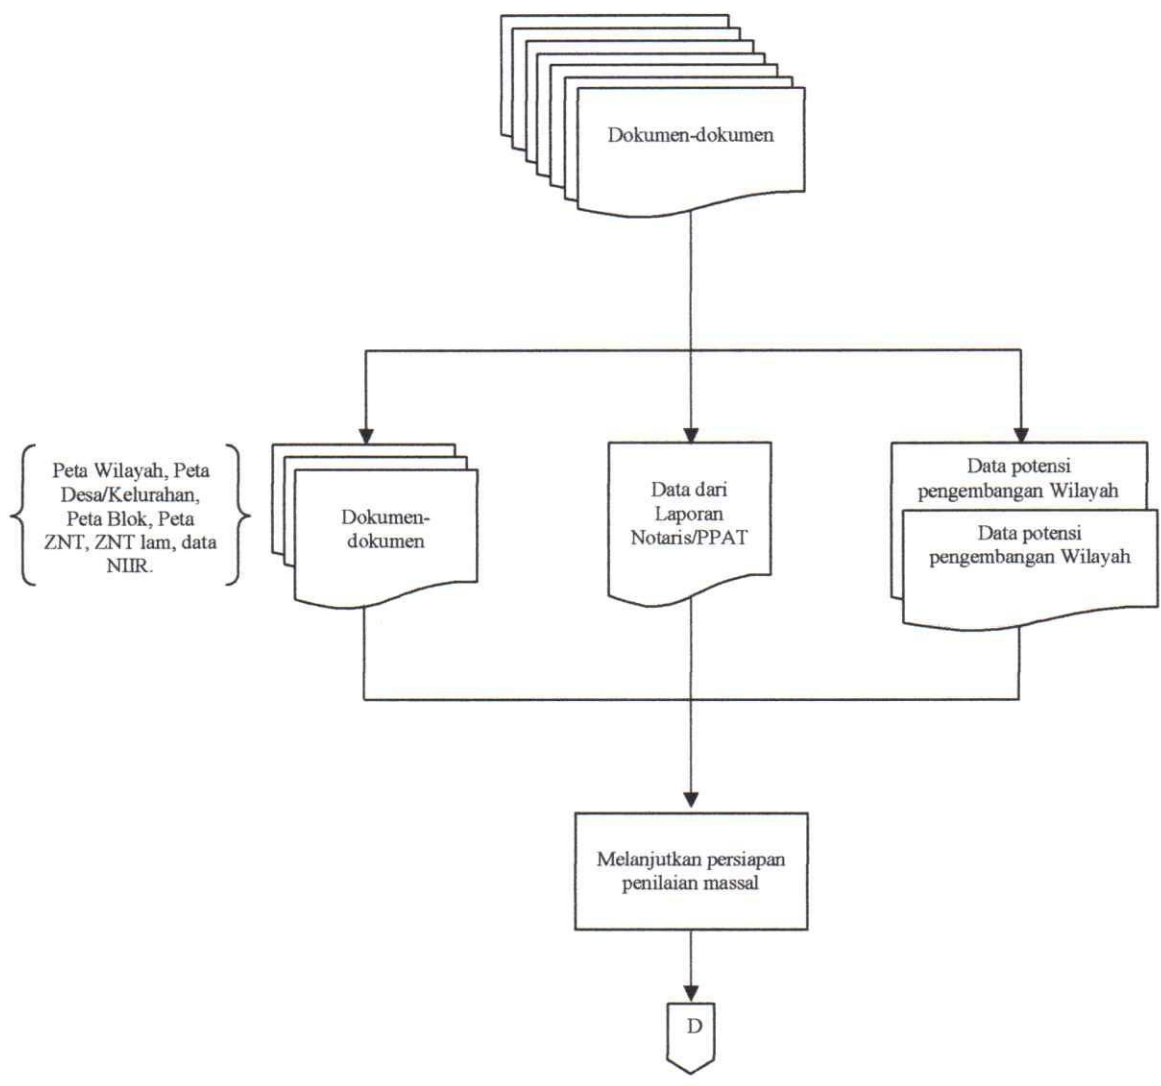 Dokumen-dokumen
Peta Wilayah, Peta
Desa/Kelurahan,
Peta Blok, Peta
ZNT, ZNT lam, data
NIIR.
Dokumen-
dokumen
Data dari
Laporan
Notaris/PPAT
Data potensi
pengembangan Wilayah
Data potensi
pengembangan Wilayah
Melanjutkan persiapan
penilaian massal
D